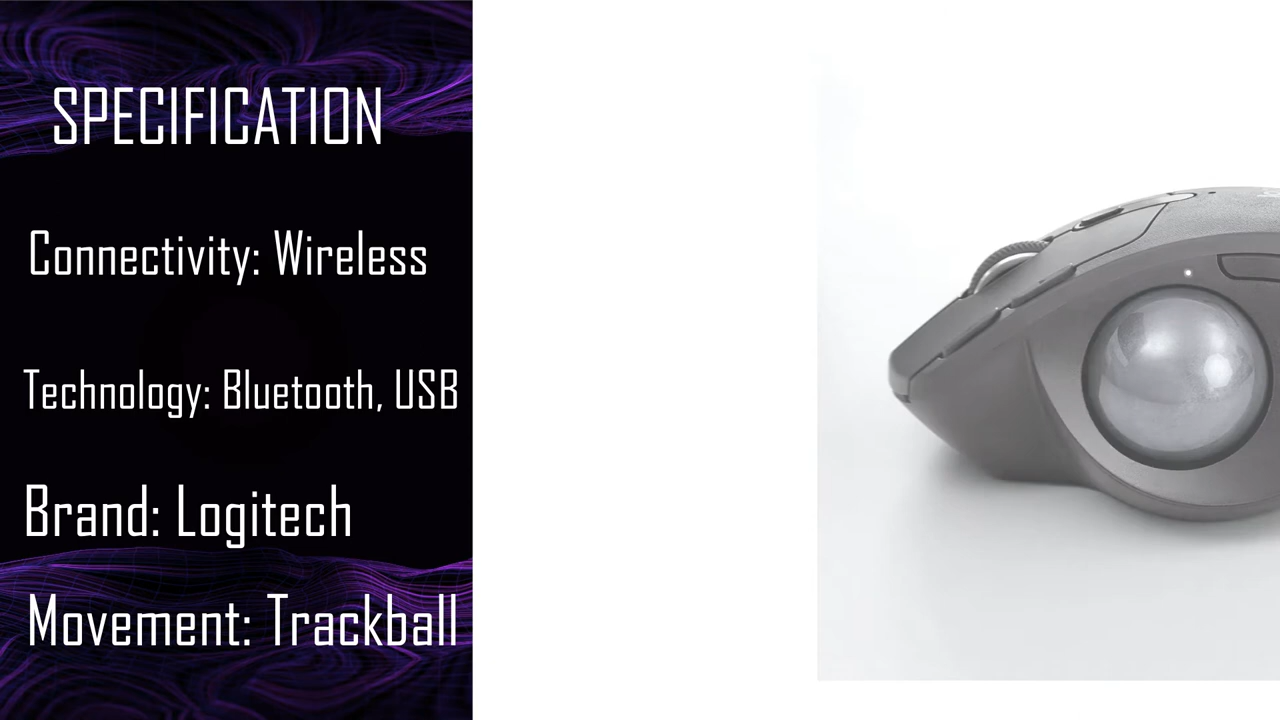 SPECIFICATION
Connectivity: Wireless
Technology: Bluetooth, USB
Brand: Logitech
Movement: Trackball